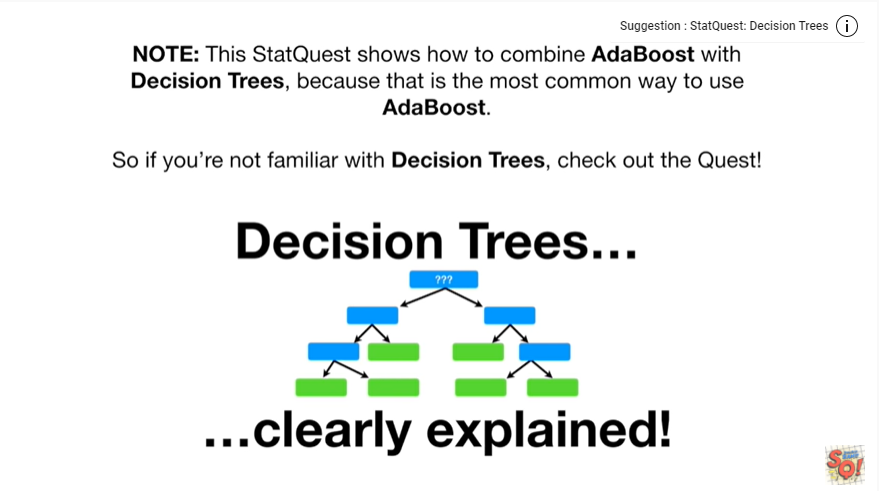 Suggestion : StatQuest: Decision Trees
NOTE: This StatQuest shows how to combine AdaBoost with
Decision Trees, because that is the most common way to use
AdaBoost.
So if you’re not familiar with Decision Trees, check out the Quest!
Decision Trees...
???
...clearly explained!
SQ!